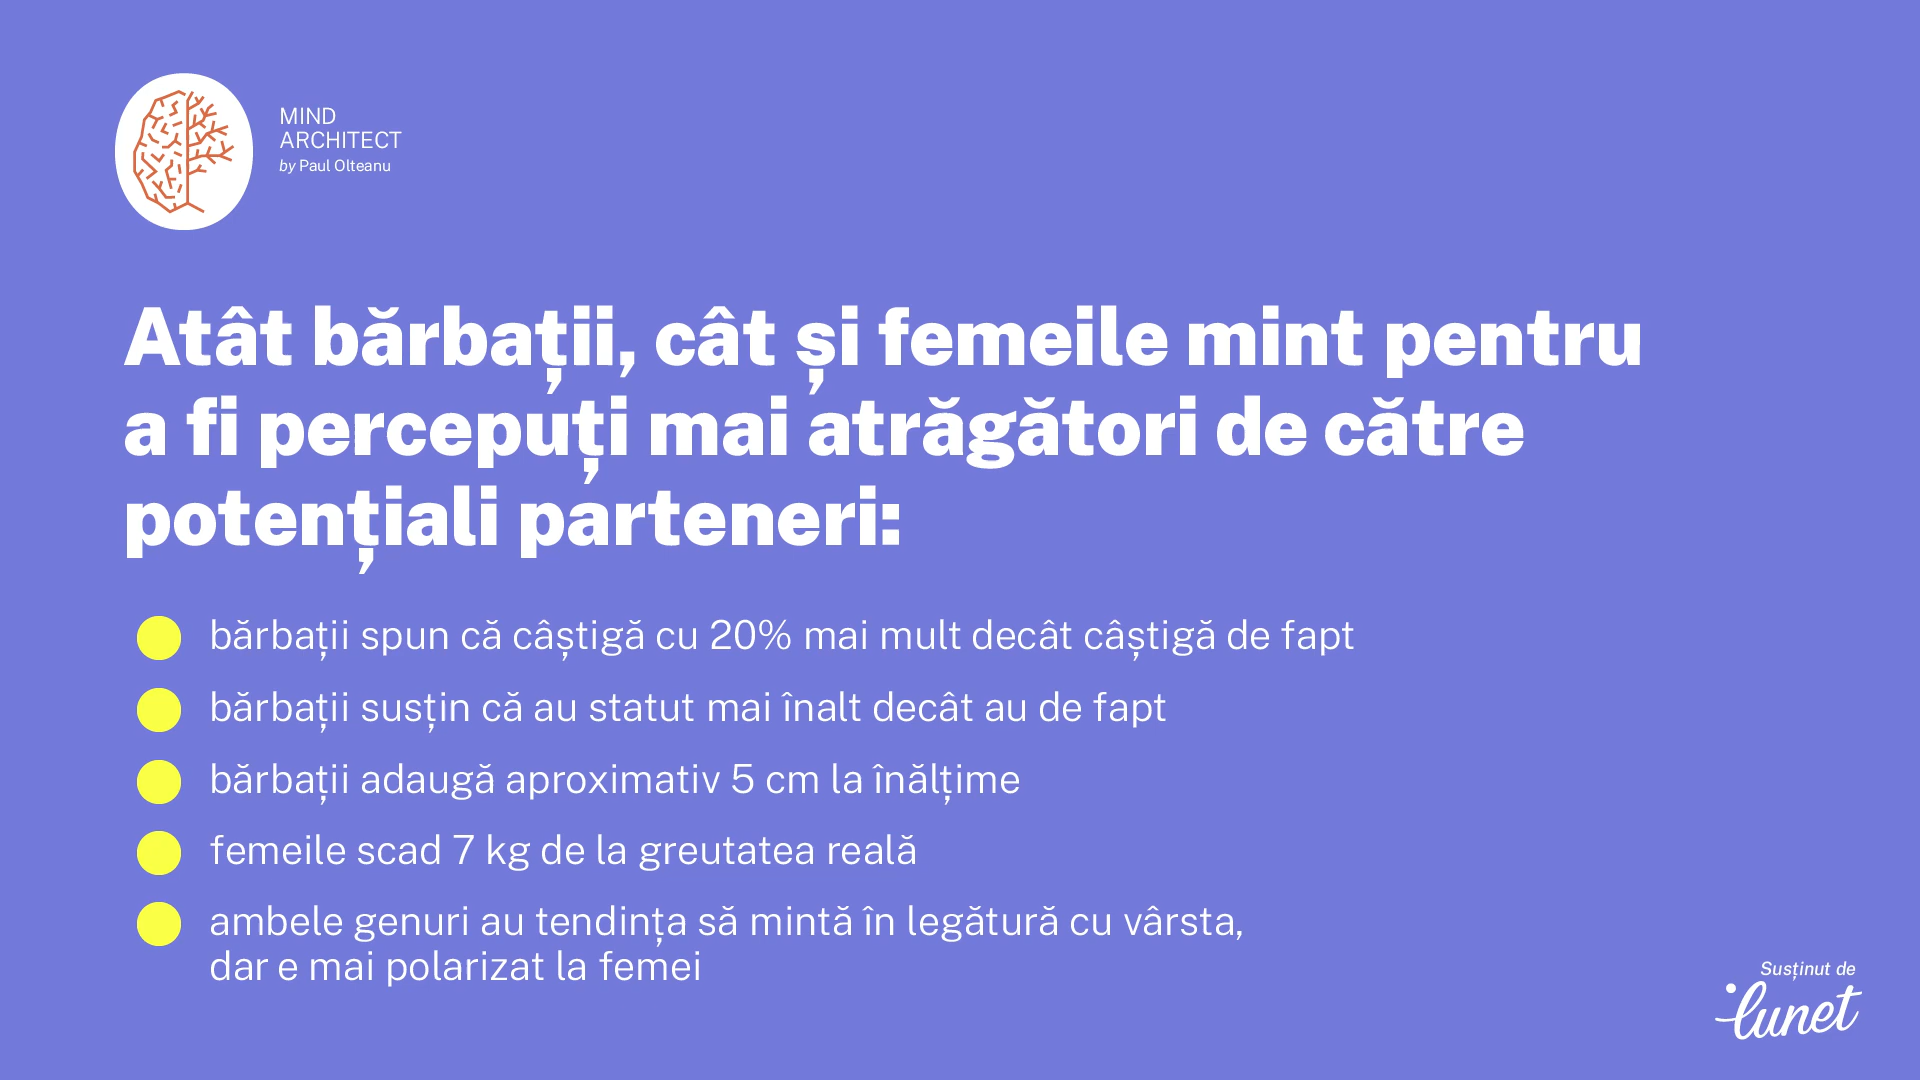 MIND
ARCHITECT
by Paul Olteanu
Atât bărbații, cât și femeile mint pentru
a fi percepuți mai atrăgători de către
potențiali parteneri:
bărbații spun că câștigă cu 20% mai mult decât câștigă de fapt
bărbații susțin că au statut mai înalt decât au de fapt
bărbații adaugă aproximativ 5 cm la înălțime
femeile scad 7 kg de la greutatea reală
ambele genuri au tendința să mintă în legătură cu vârsta,
dar e mai polarizat la femei
Susținut de
lunet